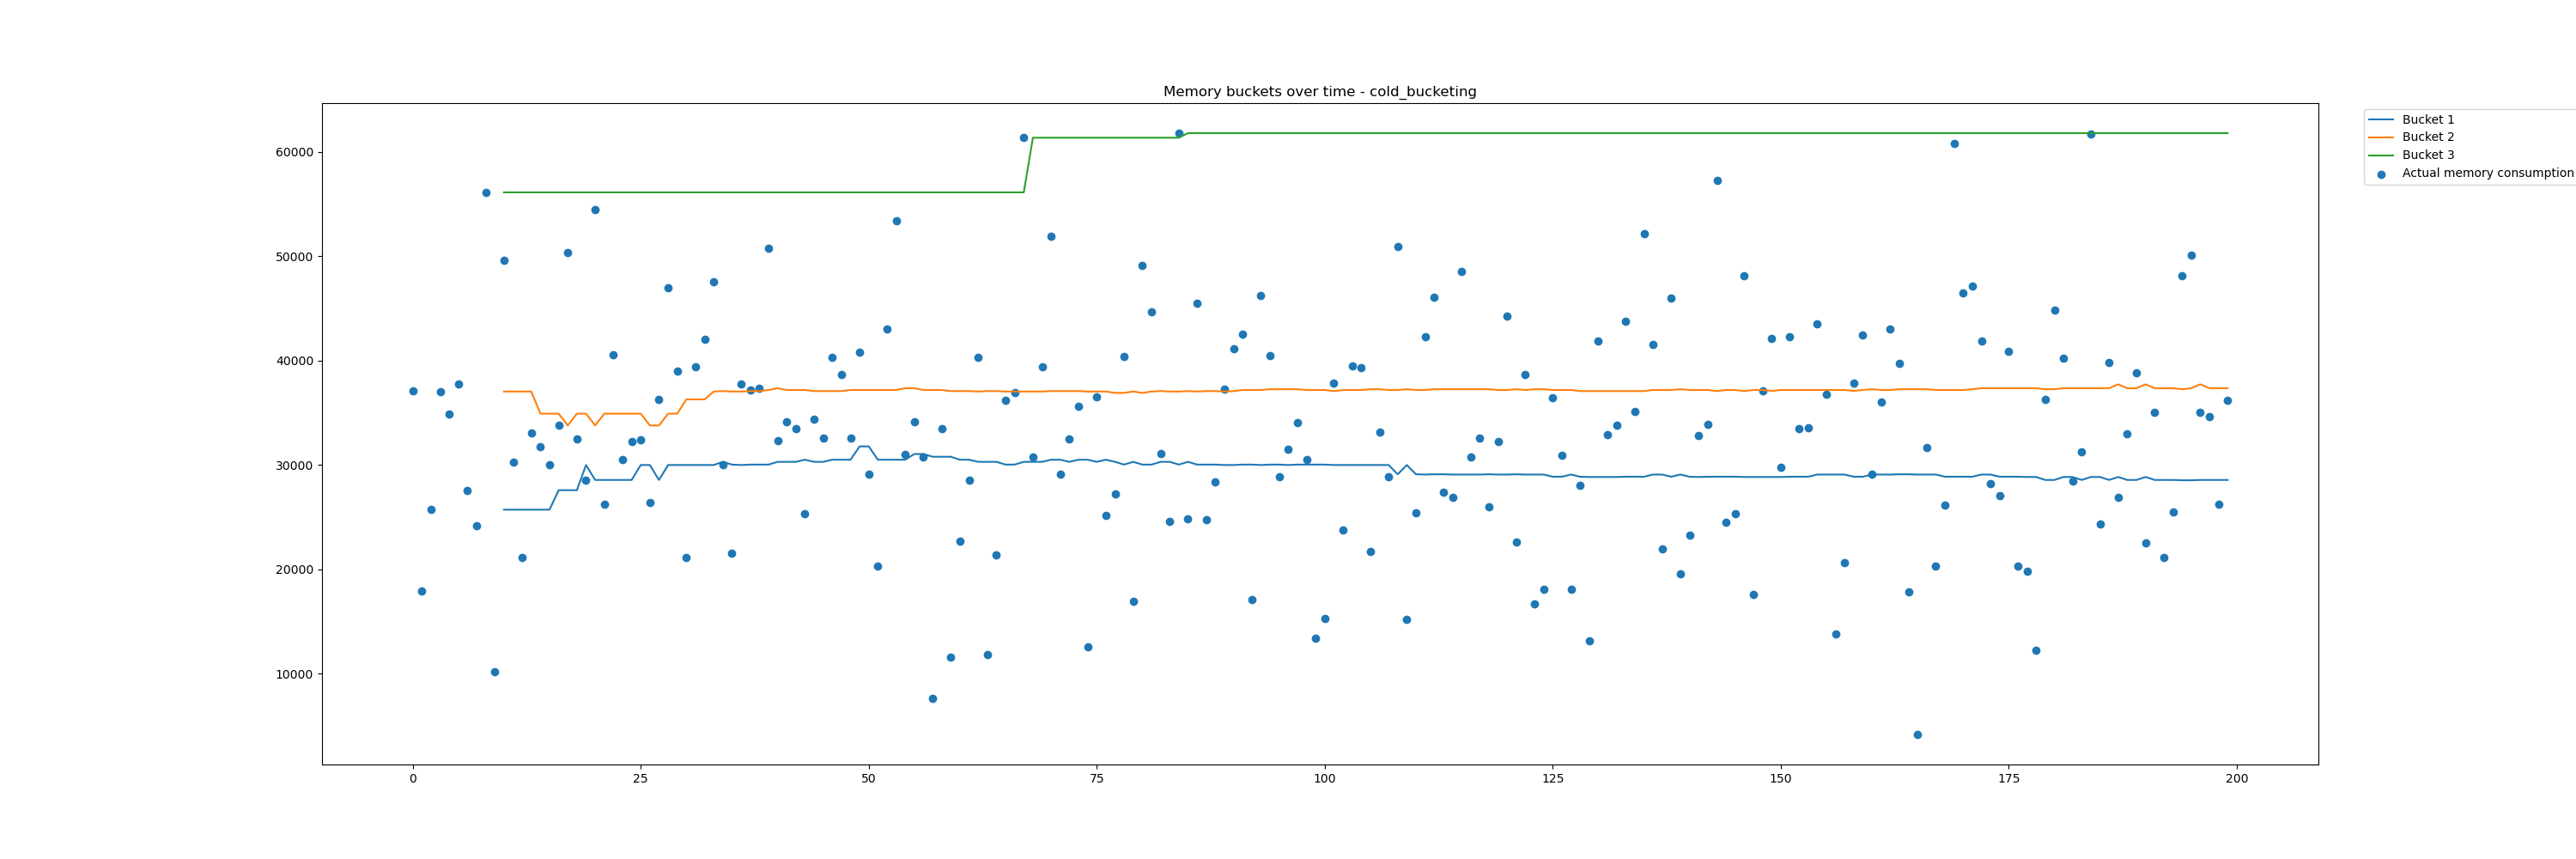 Memory buckets over time - cold_bucketing
Bucket 1
Bucket 2
Bucket 3
Actual memory consumption
60000
50000
40000
30000
20000
10000
0 25 50 75 100 125 150 175 200